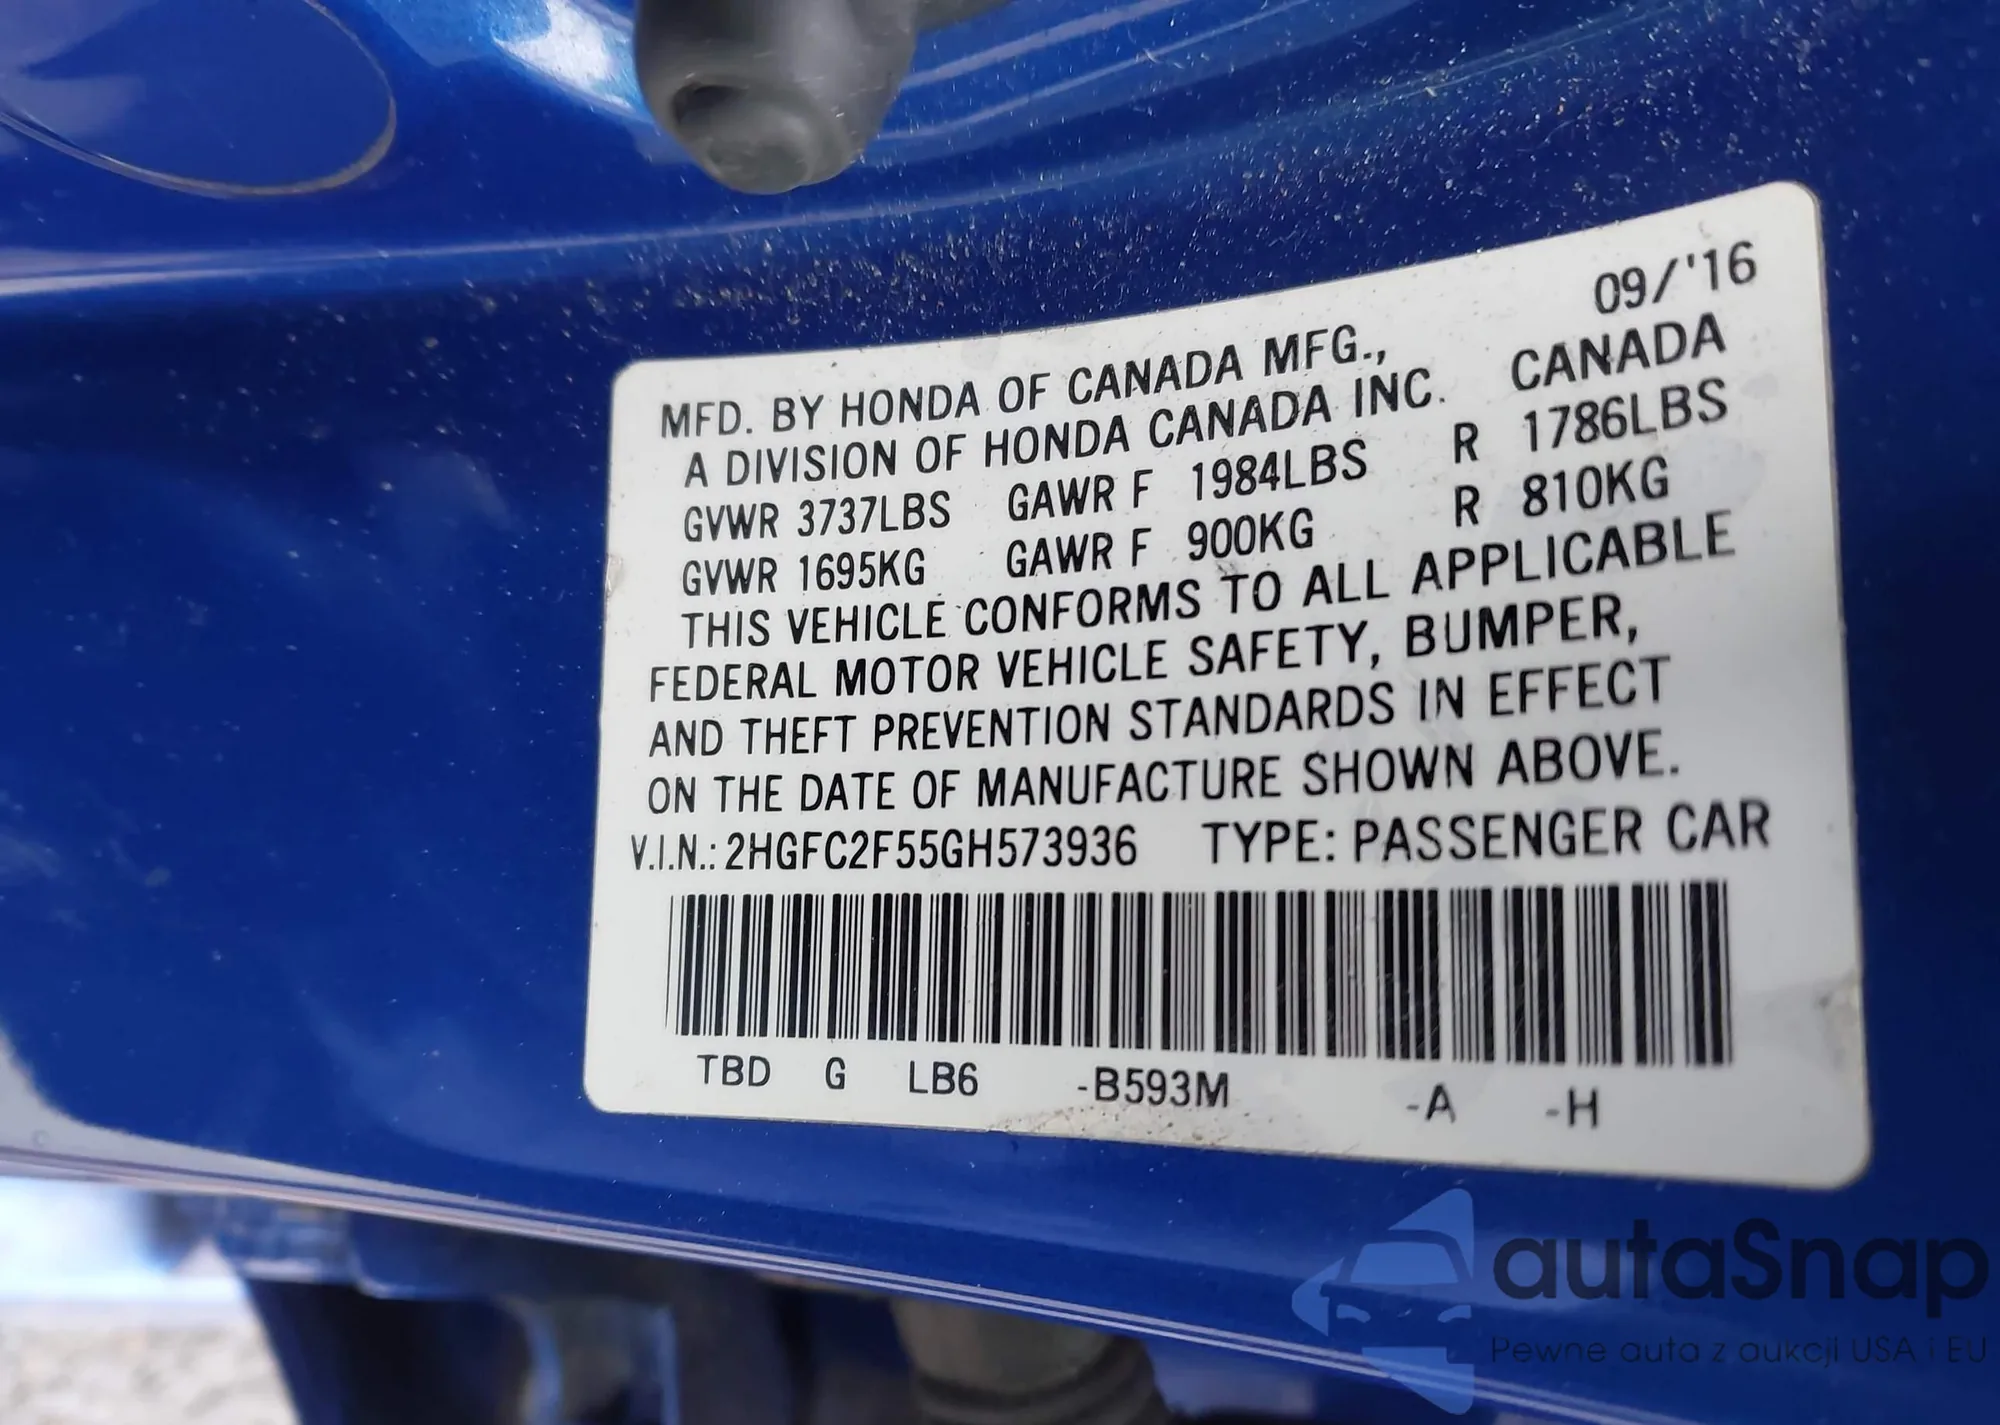 09/'16
MFD. BY HONDA OF CANADA MFG.,
A DIVISION OF HONDA CANADA INC. CANADA
GVWR 3737LBS GAWR F 1984LBS R 1786LBS
GVWR 1695KG GAWR F 900KG R 810KG
THIS VEHICLE CONFORMS TO ALL APPLICABLE
FEDERAL MOTOR VEHICLE SAFETY, BUMPER,
AND THEFT PREVENTION STANDARDS IN EFFECT
ON THE DATE OF MANUFACTURE SHOWN ABOVE.
V.I.N.: 2HGFC2F55GH573936 TYPE: PASSENGER CAR
TBD G LB6 -B593M -A -H
autaSnap
Pewne auta z aukcji USA i EU